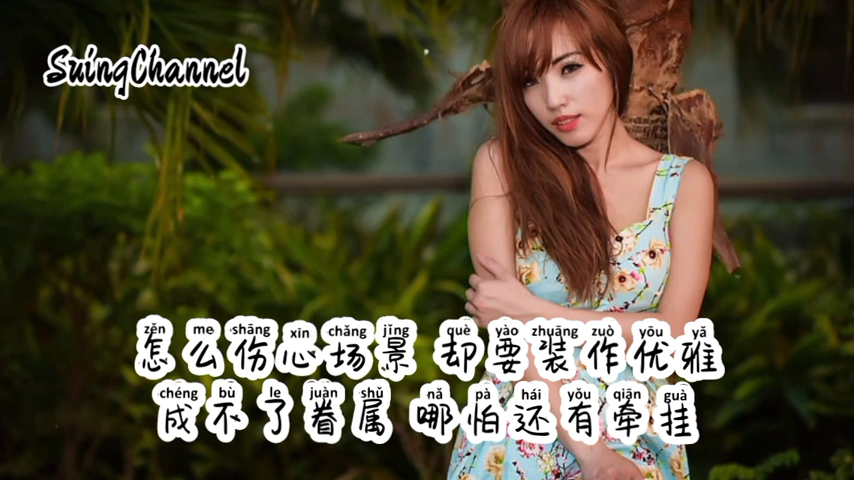 SuingChannel
zěn me shāng xīn chǎng jǐng què yào zhuāng zuò yōu yǎ
怎么伤心场景 却要装作优雅
chéng bù le juàn shǔ nǎ pà hái yǒu qiān guà
成不了眷属 哪怕还有牵挂